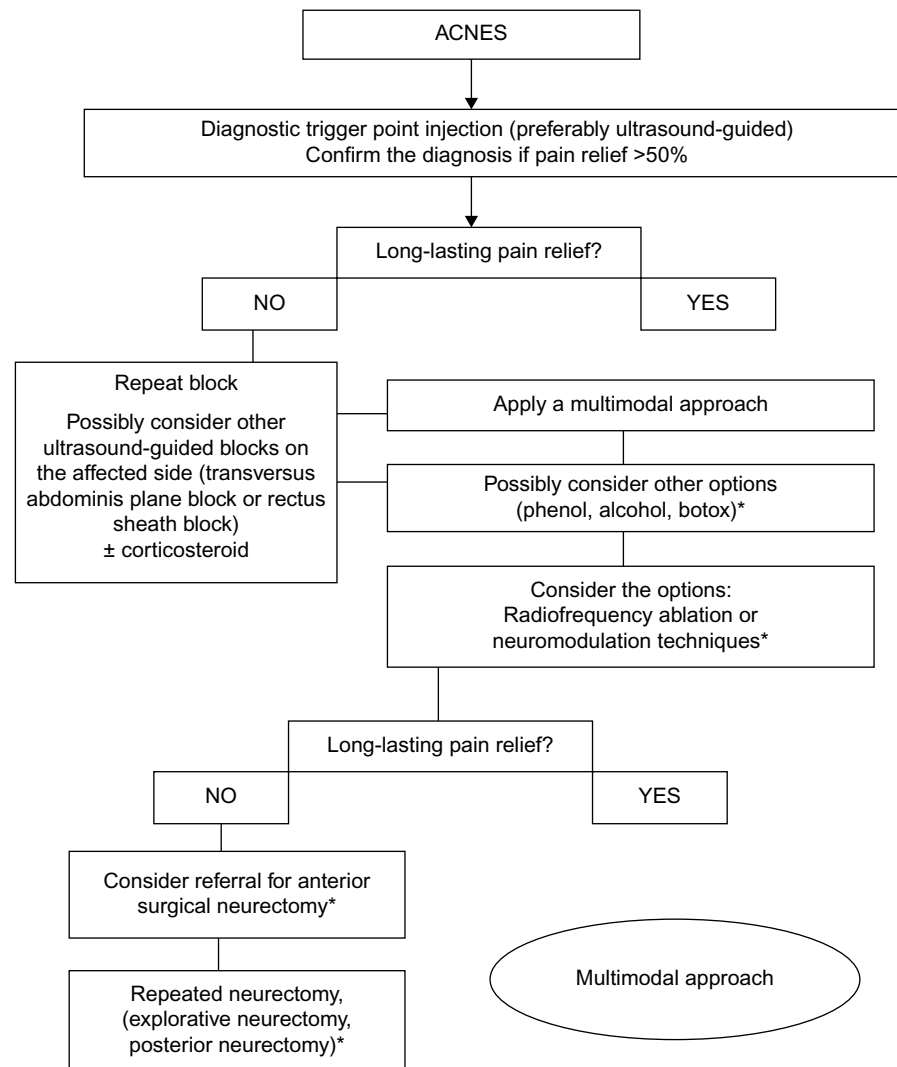 ACNES
Diagnostic trigger point injection (preferably ultrasound-guided)
Confirm the diagnosis if pain relief >50%
Long-lasting pain relief?
NO
YES
Repeat block
Possibly consider other
ultrasound-guided blocks on
the affected side (transversus
abdominis plane block or rectus
sheath block)
± corticosteroid
Apply a multimodal approach
Possibly consider other options
(phenol, alcohol, botox)*
Consider the options:
Radiofrequency ablation or
neuromodulation techniques*
Long-lasting pain relief?
NO
YES
Consider referral for anterior
surgical neurectomy*
Repeated neurectomy,
(explorative neurectomy,
posterior neurectomy)*
Multimodal approach